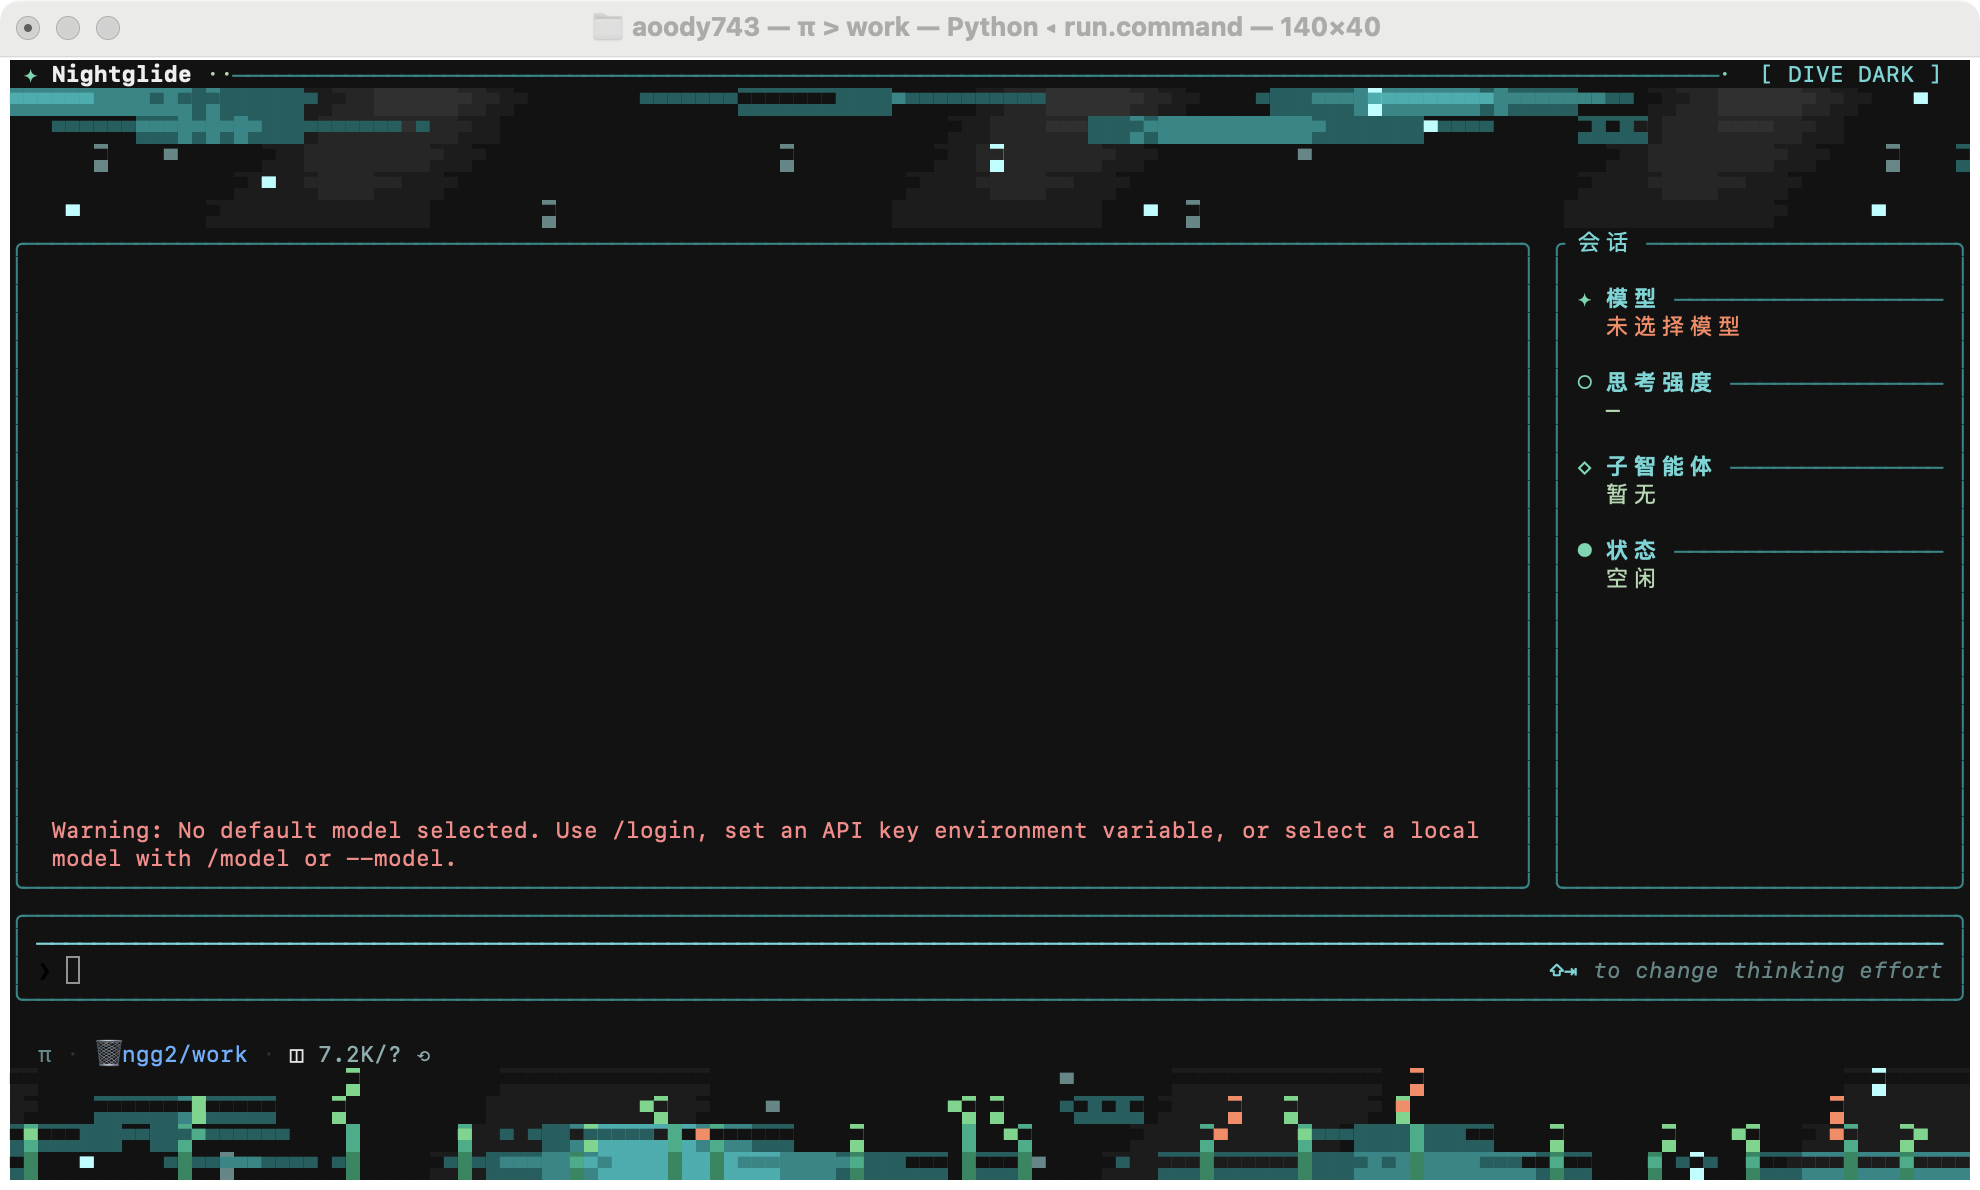 aoody743 — π > work — Python ◂ run.command — 140×40
✦ Nightglide ·· · [ DIVE DARK ]
会话
✦ 模型
未选择模型
○ 思考强度
—
◇ 子智能体
暂无
● 状态
空闲
Warning: No default model selected. Use /login, set an API key environment variable, or select a local
model with /model or --model.
❯ ⇧⇥ to change thinking effort
π · 🗑ngg2/work · ◫ 7.2K/? ⟲